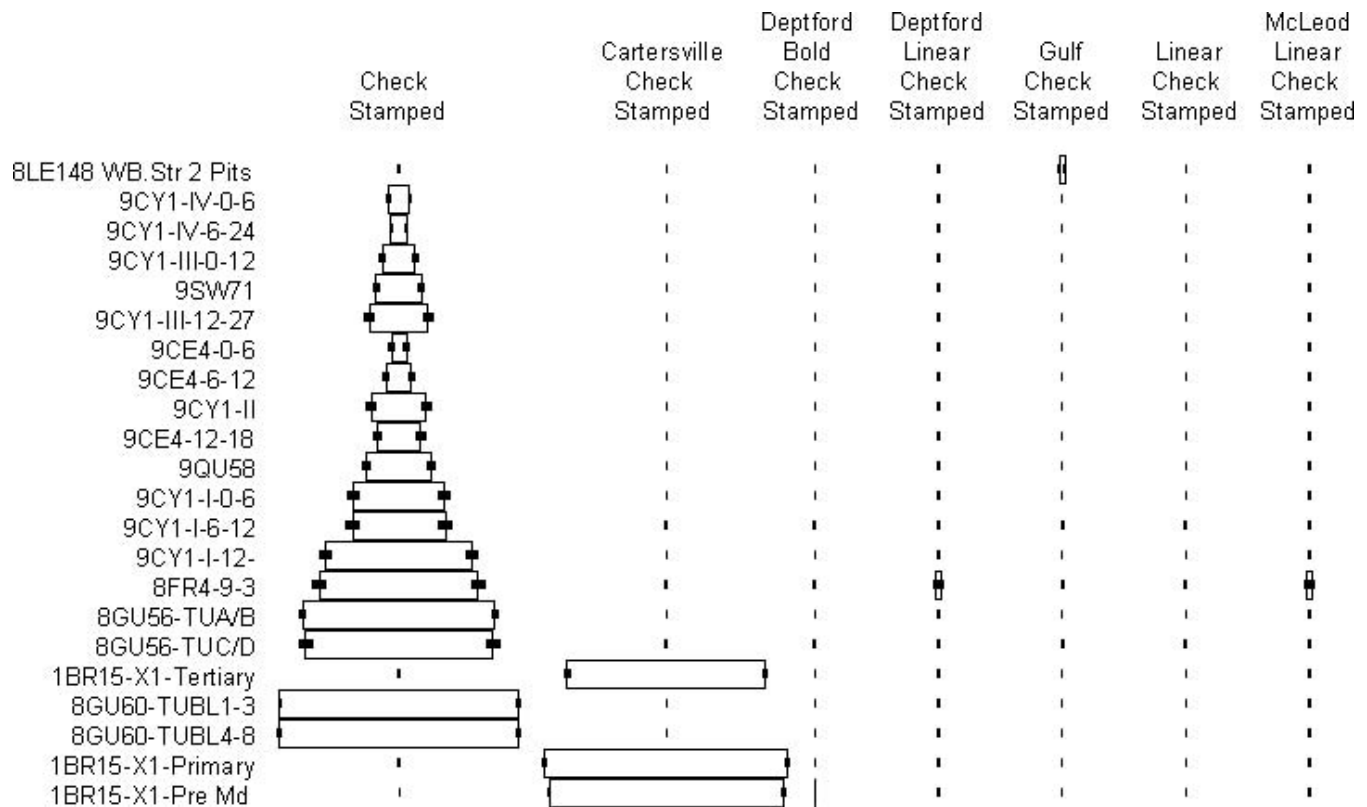 Check
Stamped
Cartersville
Check
Stamped
Deptford
Bold
Check
Stamped
Deptford
Linear
Check
Stamped
Gulf
Check
Stamped
Linear
Check
Stamped
McLeod
Linear
Check
Stamped
8LE148 WB.Str 2 Pits
9CY1-IV-0-6
9CY1-IV-6-24
9CY1-III-0-12
9SW71
9CY1-III-12-27
9CE4-0-6
9CE4-6-12
9CY1-II
9CE4-12-18
9QU58
9CY1-I-0-6
9CY1-I-6-12
9CY1-I-12-
8FR4-9-3
8GU56-TUA/B
8GU56-TUC/D
1BR15-X1-Tertiary
8GU60-TUBL1-3
8GU60-TUBL4-8
1BR15-X1-Primary
1BR15-X1-Pre Md